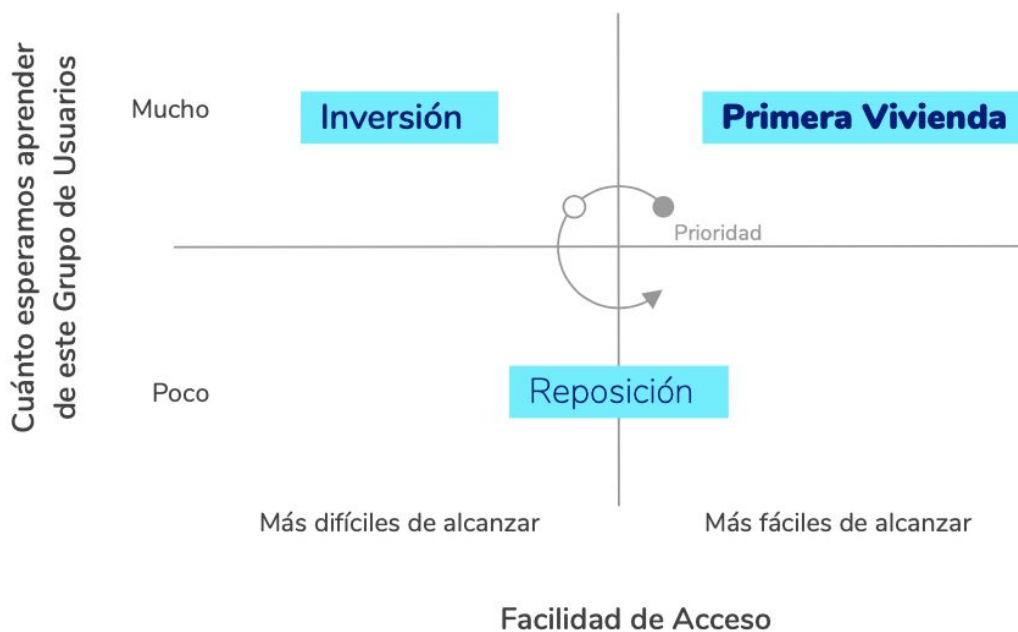 Cuánto esperamos aprender
de este Grupo de Usuarios
Mucho
Inversión
Primera Vivienda
Prioridad
Poco
Reposición
Más difíciles de alcanzar
Más fáciles de alcanzar
Facilidad de Acceso